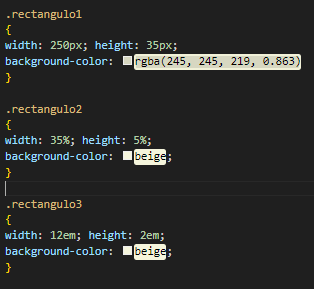 .rectangulo1
{
width: 250px; height: 35px;
background-color: rgba(245, 245, 219, 0.863)
}
.rectangulo2
{
width: 35%; height: 5%;
background-color: beige;
}
.rectangulo3
{
width: 12em; height: 2em;
background-color: beige;
}